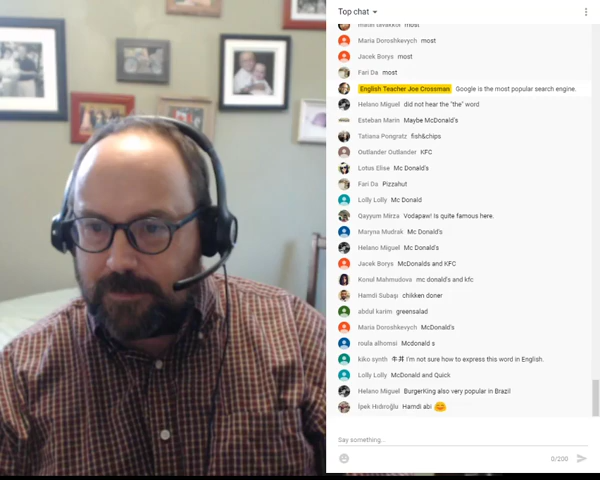 Top chat
most
Maria Doroshkevych most
Jacek Borys most
Fari Da most
English Teacher Joe Crossman Google is the most popular search engine.
Helano Miguel did not hear the "the" word
Esteban Marin Maybe McDonald's
Tatiana Pongratz fish&chips
Outlander Outlander KFC
Lotus Elise Mc Donald's
Fari Da Pizzahut
Lolly Lolly Mc Donald
Qayyum Mirza Vodapaw! is quite famous here.
Maryna Mudrak Mc Donald's
Helano Miguel Mc Donald's
Jacek Borys McDonalds and KFC
Konul Mahmudova mc donald's and kfc
Hamdi Subaşı chikken doner
abdul karim greensalad
Maria Doroshkevych McDonald's
roula alhomsi Mcdonald s
kiko synth 牛丼 I'm not sure how to express this word in English.
Lolly Lolly McDonald and Quick
Helano Miguel BurgerKing also very popular in Brazil
İpek Hıdıroğlu Hamdi abi
Say something...
0/200